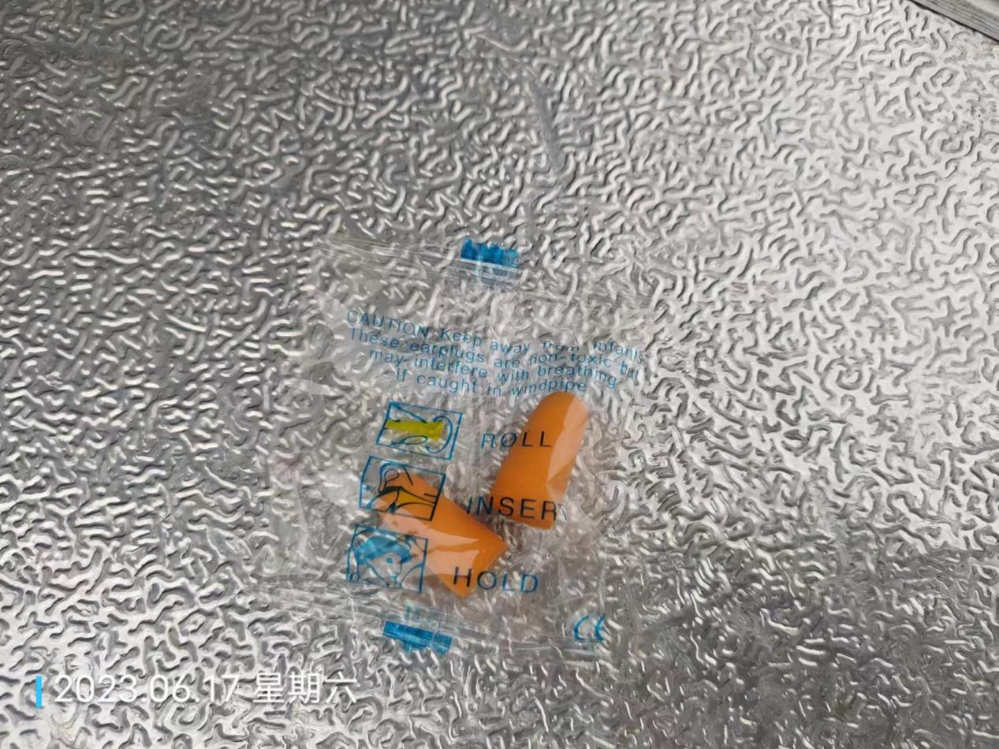 CAUTION: Keep away from infants
These earplugs are non-toxic but
may interfere with breathing
if caught in windpipe
ROLL
INSERT
HOLD
CE
2023.06.17 星期六